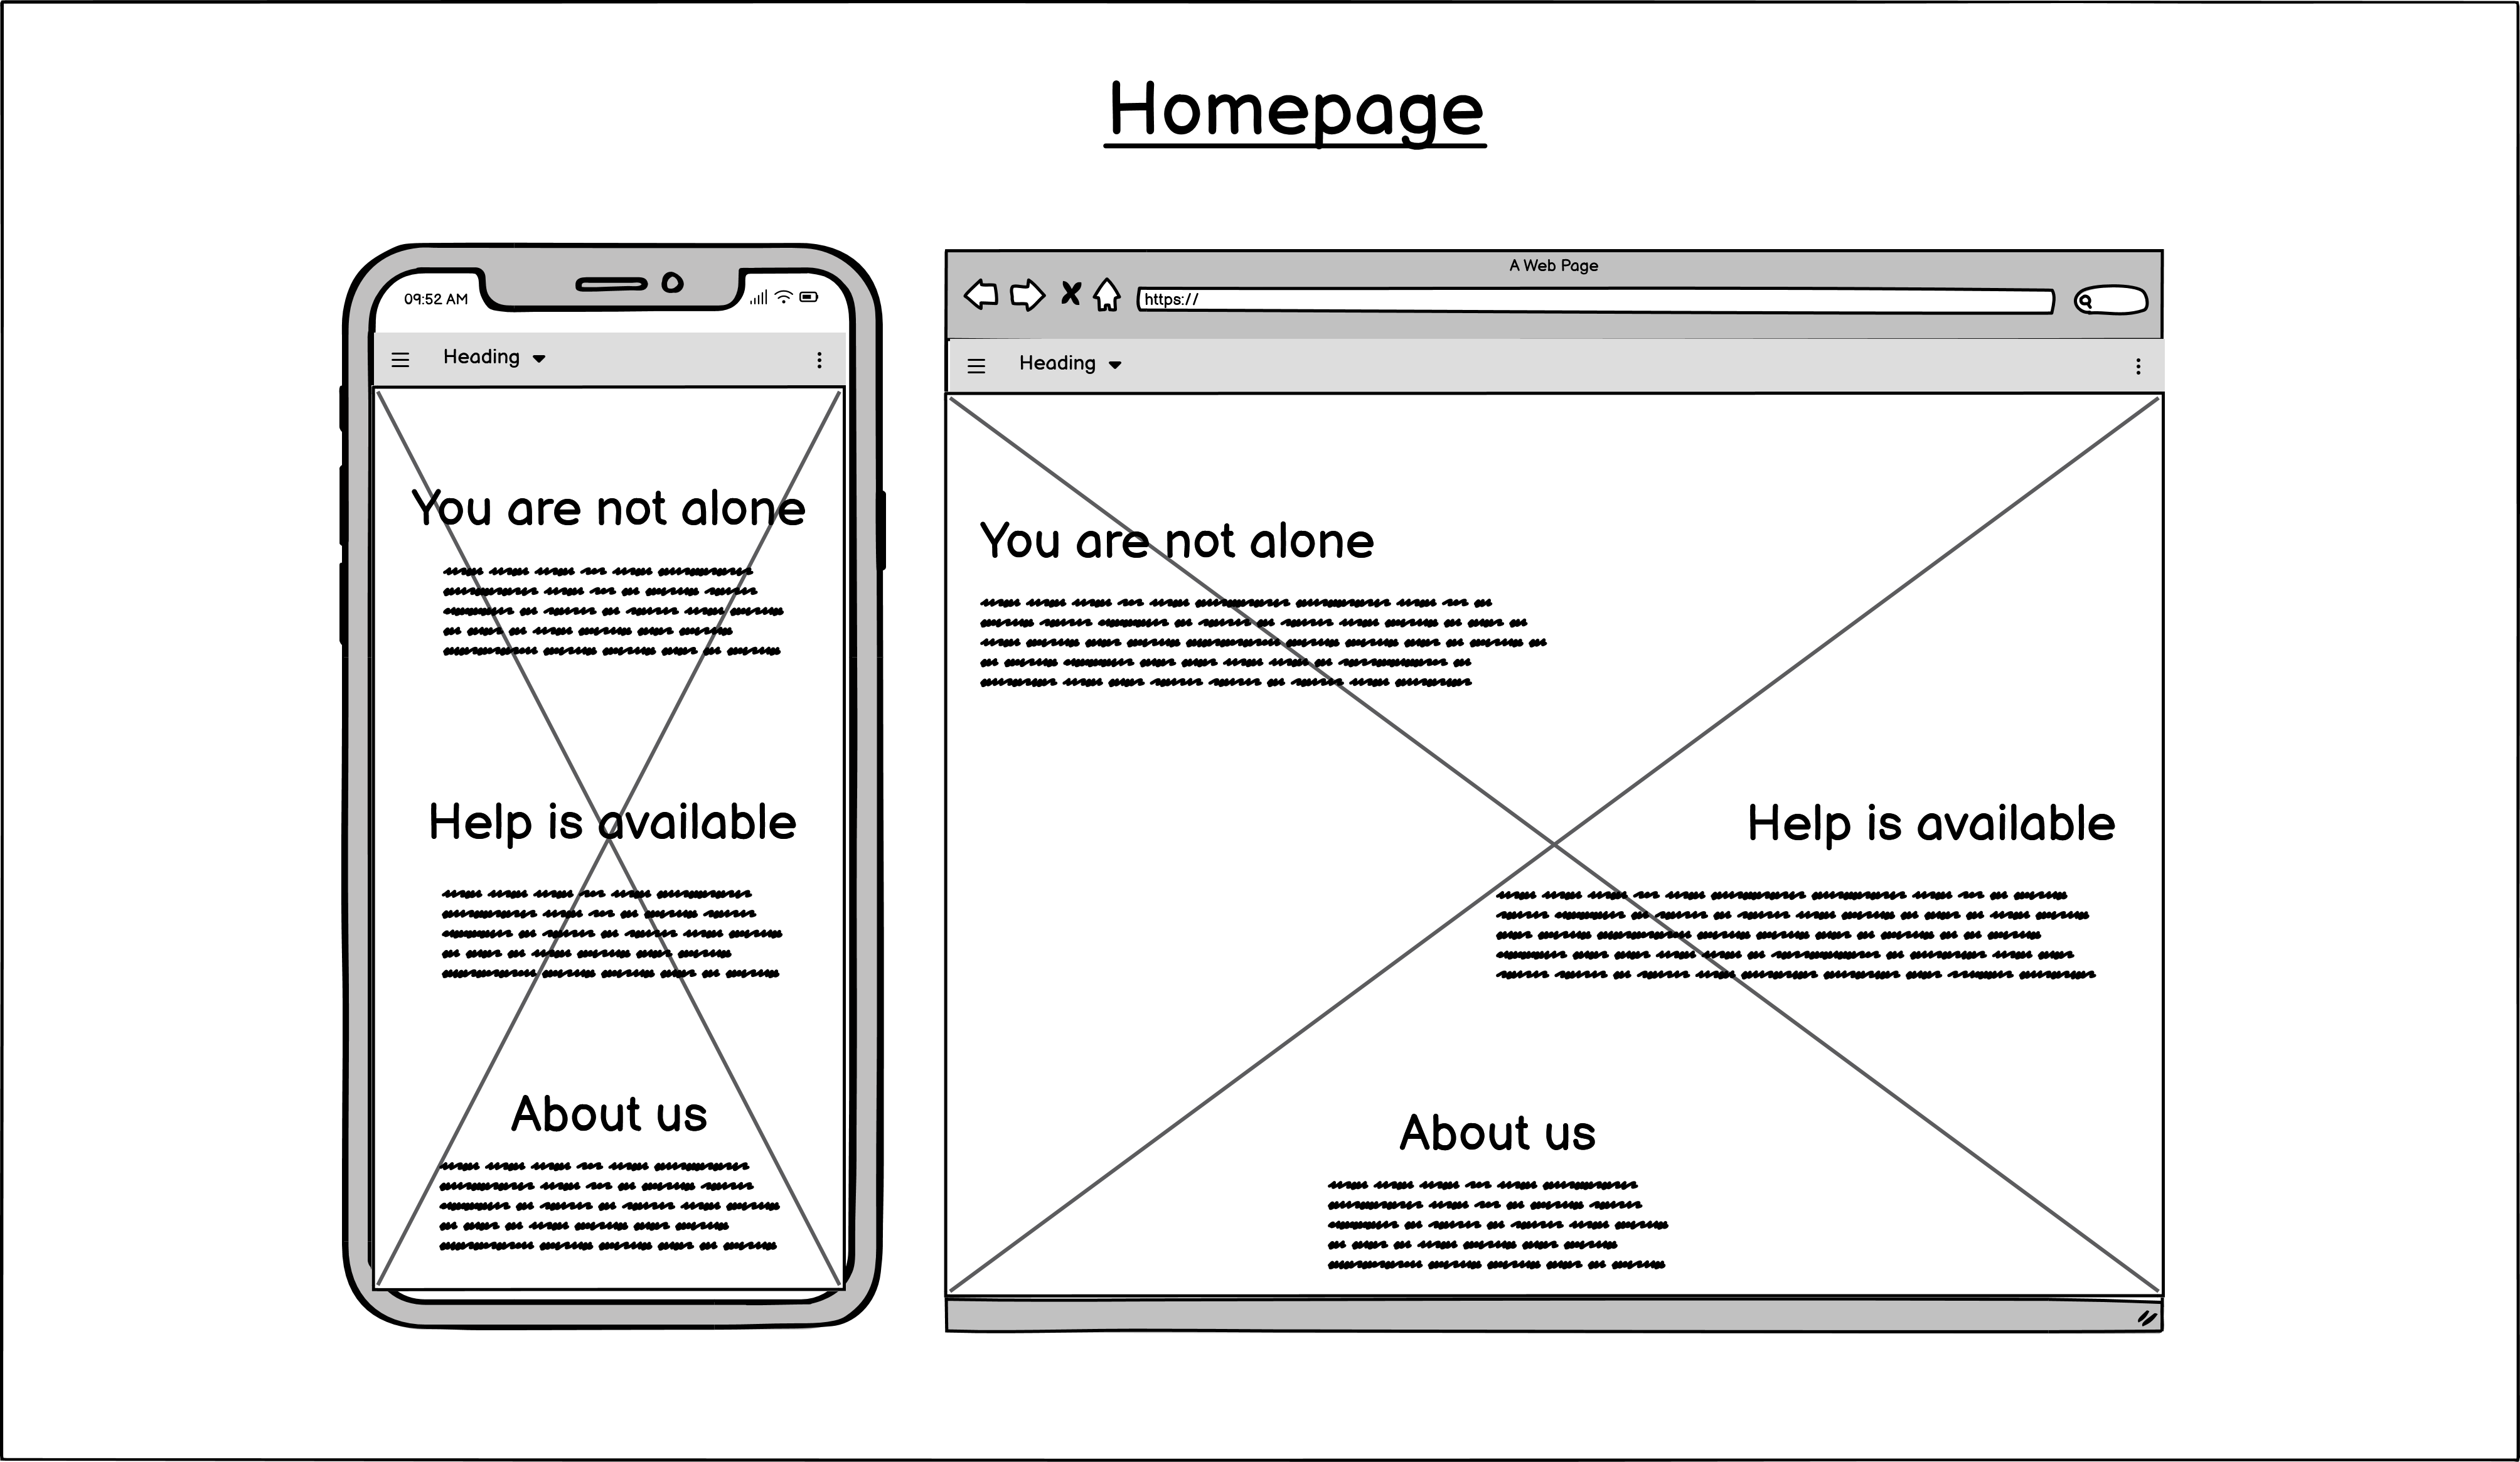 Homepage
09:52 AM
Heading
You are not alone
Help is available
About us
A Web Page
https://
Heading
You are not alone
Help is available
About us